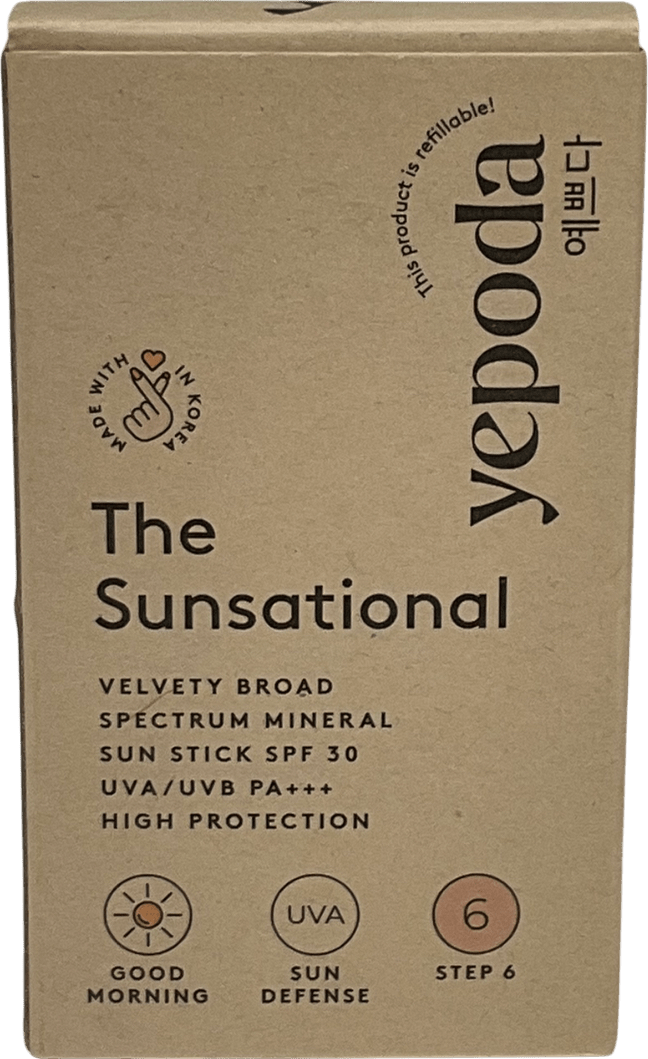 This product is refillable!
yepoda
예쁘다
MADE WITH
IN KOREA
The
Sunsational
VELVETY BROAD
SPECTRUM MINERAL
SUN STICK SPF 30
UVA/UVB PA+++
HIGH PROTECTION
GOOD
MORNING
UVA
SUN
DEFENSE
6
STEP 6